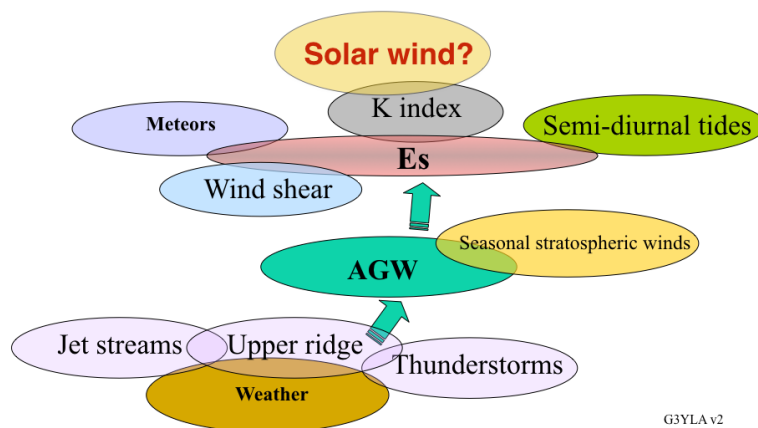 Solar wind?
K index
Meteors
Semi-diurnal tides
Es
Wind shear
Seasonal stratospheric winds
AGW
Jet streams
Upper ridge
Thunderstorms
Weather
G3YLA v2